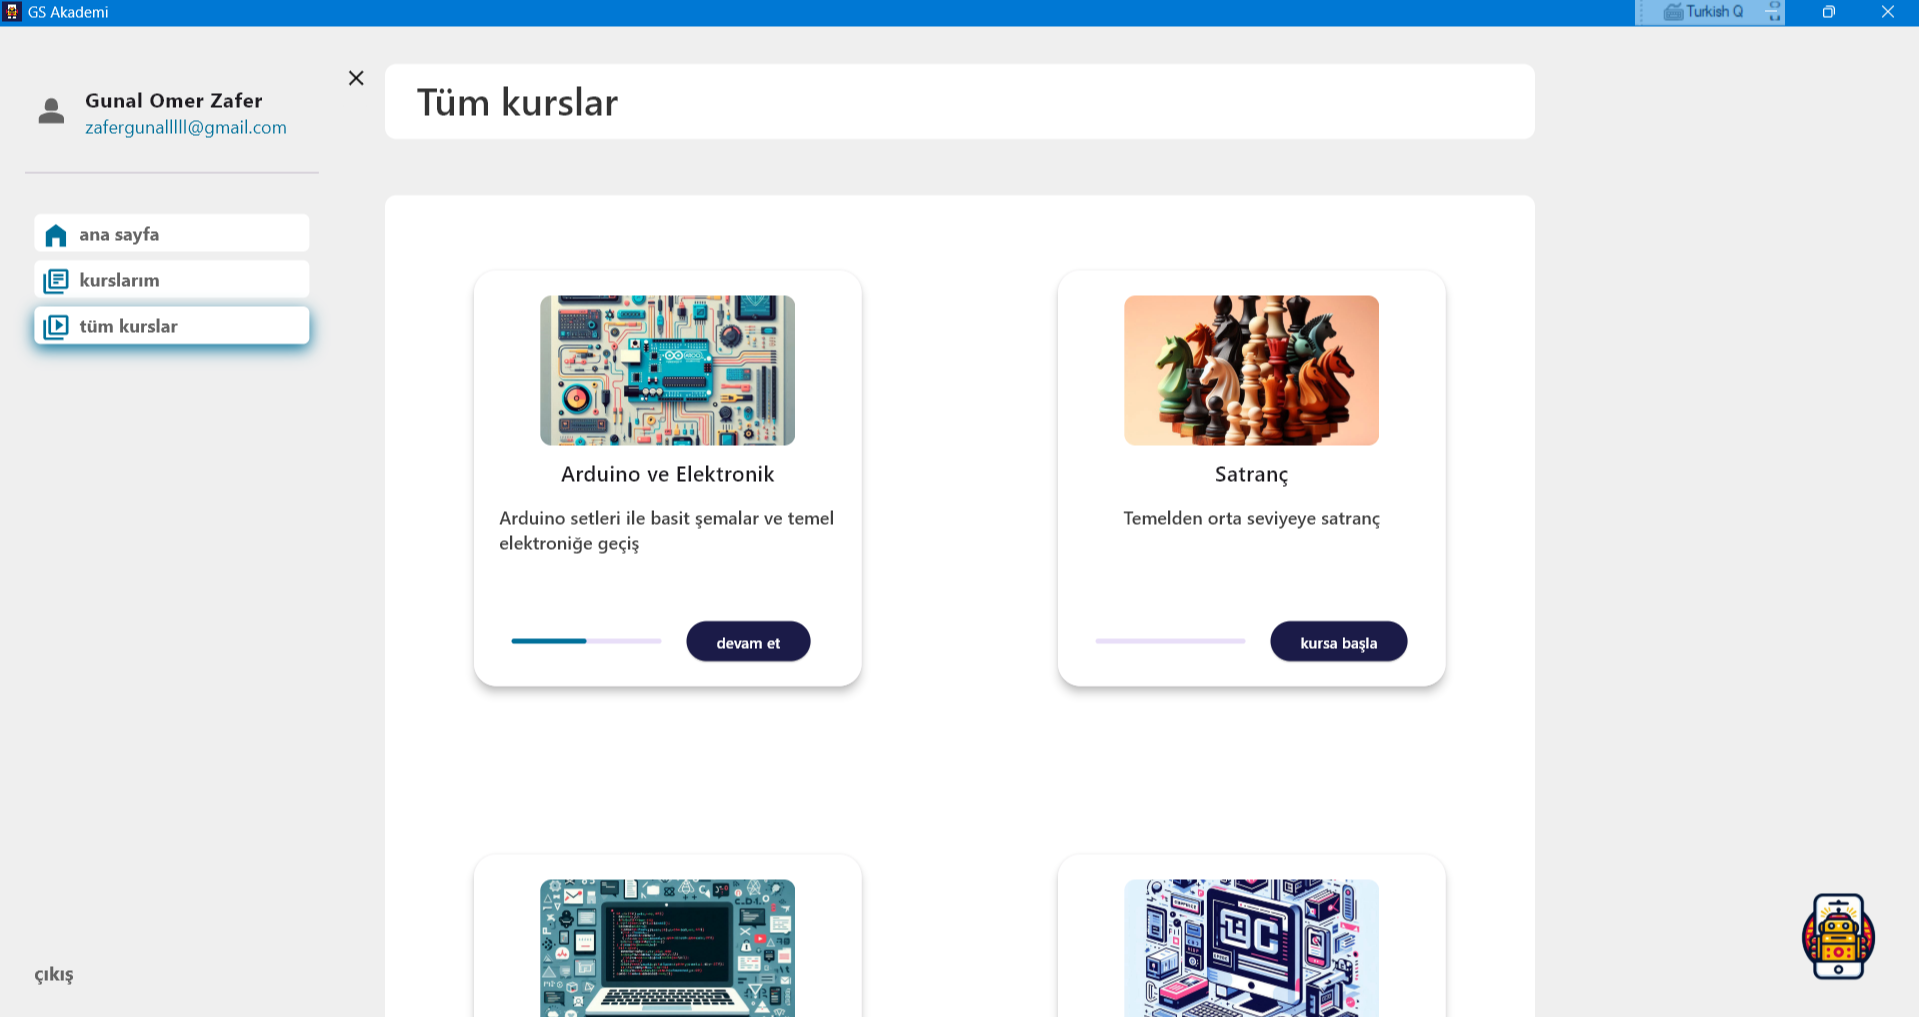 GS Akademi
Turkish Q
Gunal Omer Zafer
zafergunalllll@gmail.com
ana sayfa
kurslarım
tüm kurslar
çıkış
Tüm kurslar
Arduino ve Elektronik
Arduino setleri ile basit şemalar ve temel
elektroniğe geçiş
devam et
Satranç
Temelden orta seviyeye satranç
kursa başla